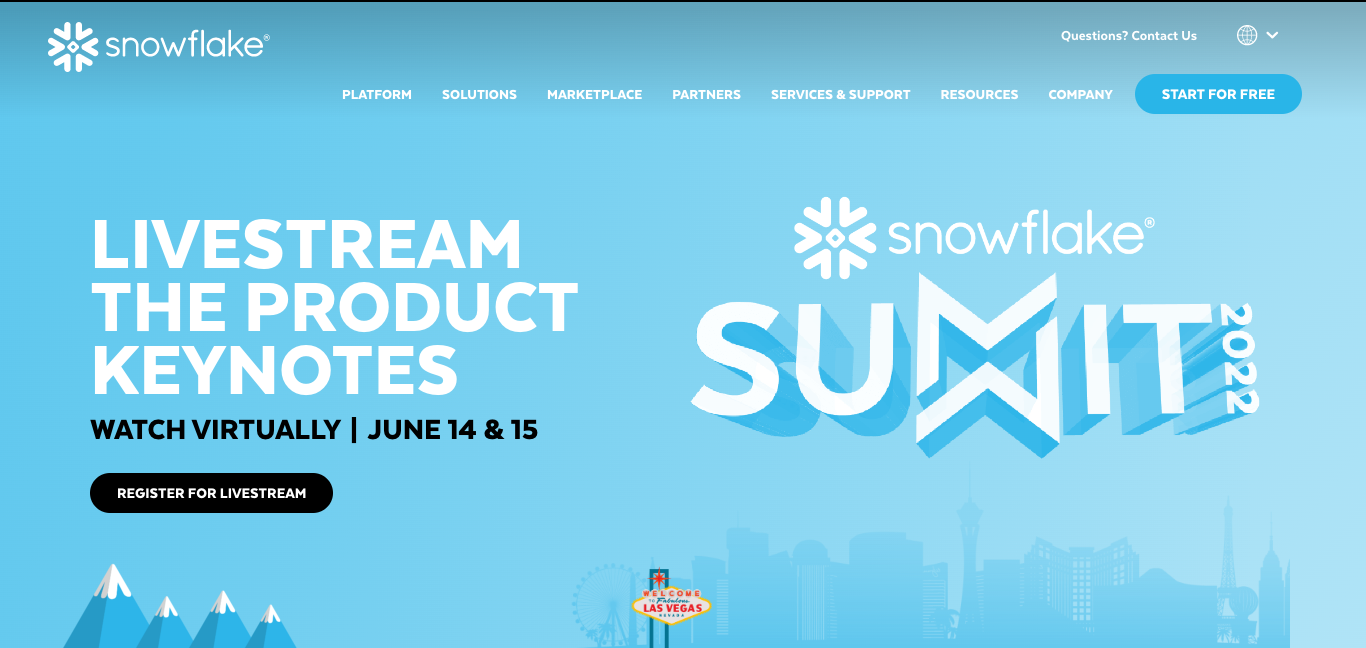 snowflake®
Questions? Contact Us
PLATFORM SOLUTIONS MARKETPLACE PARTNERS SERVICES & SUPPORT RESOURCES COMPANY START FOR FREE
LIVESTREAM
THE PRODUCT
KEYNOTES
WATCH VIRTUALLY | JUNE 14 & 15
REGISTER FOR LIVESTREAM
snowflake®
SUMMIT 2022
WELCOME
TO Fabulous
LAS VEGAS
NEVADA